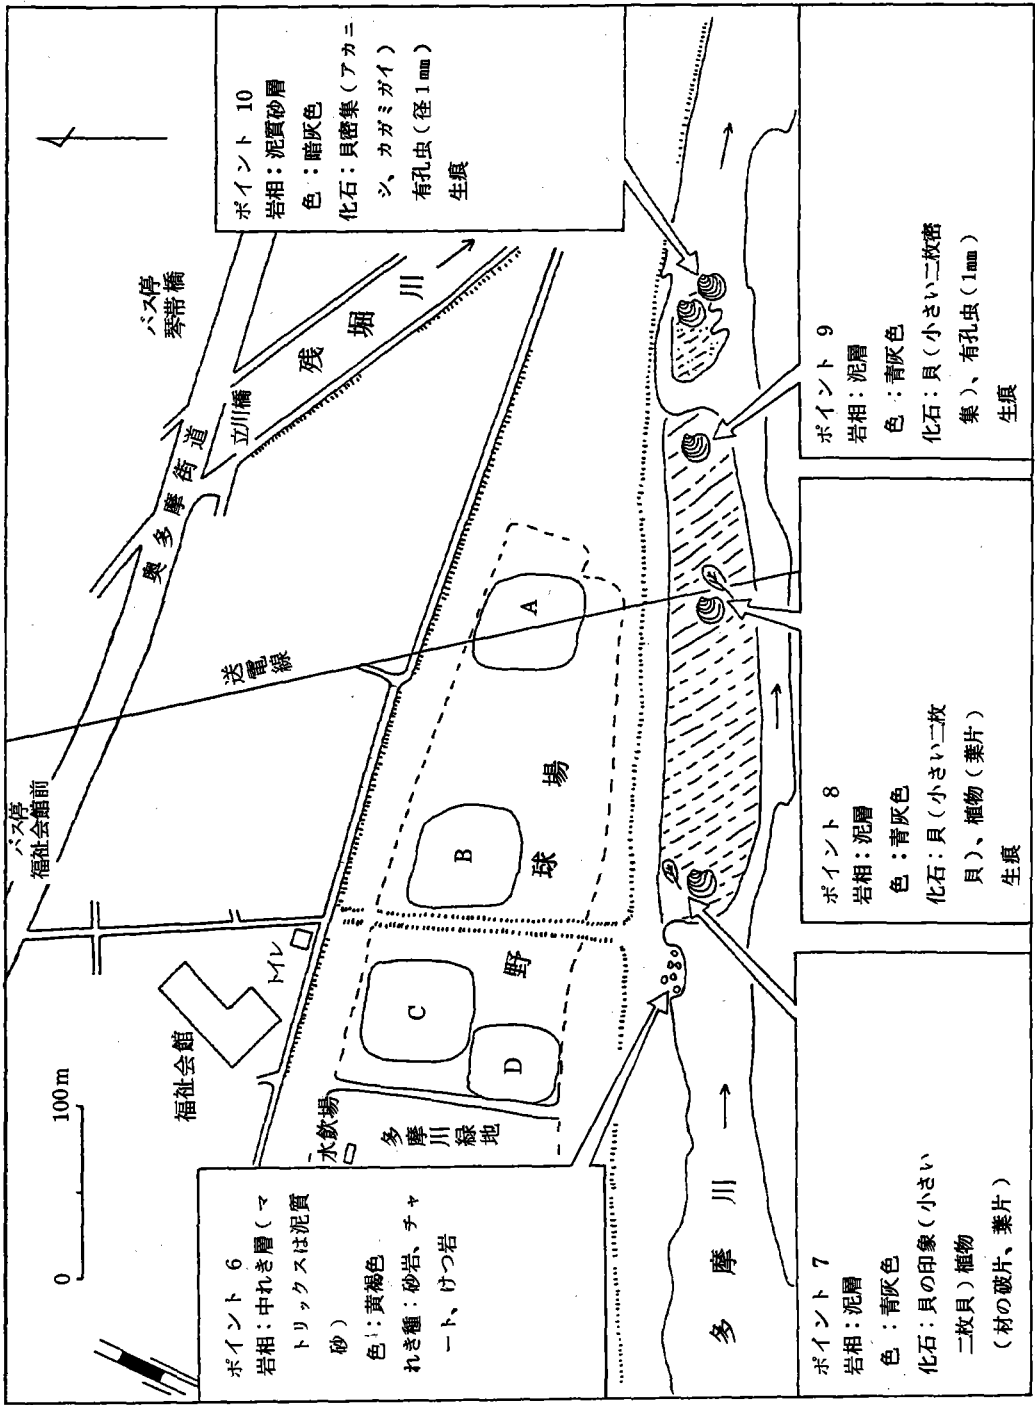 ポイント 10
岩相：泥質砂層
色：暗灰色
化石：貝密集（アカニ
シ、カガミガイ）
有孔虫（径1mm）
生痕
バス停
琴帯橋
残堀川
立川橋
奥多摩街道
送電線
バス停
福祉会館前
トイレ
福祉会館
100m
0
水飲場
多摩川緑地
A
B
C
D
野球場
ポイント 6
岩相：中れき層（マ
トリックスは泥質
砂）
色：黄褐色
れき種：砂岩、チャ
ート、けつ岩
多摩川
ポイント 7
岩相：泥層
色：青灰色
化石：貝の印象（小さい
二枚貝）植物
（材の破片、葉片）
ポイント 8
岩相：泥層
色：青灰色
化石：貝（小さい二枚
貝）、植物（葉片）
生痕
ポイント 9
岩相：泥層
色：青灰色
化石：貝（小さい二枚密
集）、有孔虫（1mm）
生痕